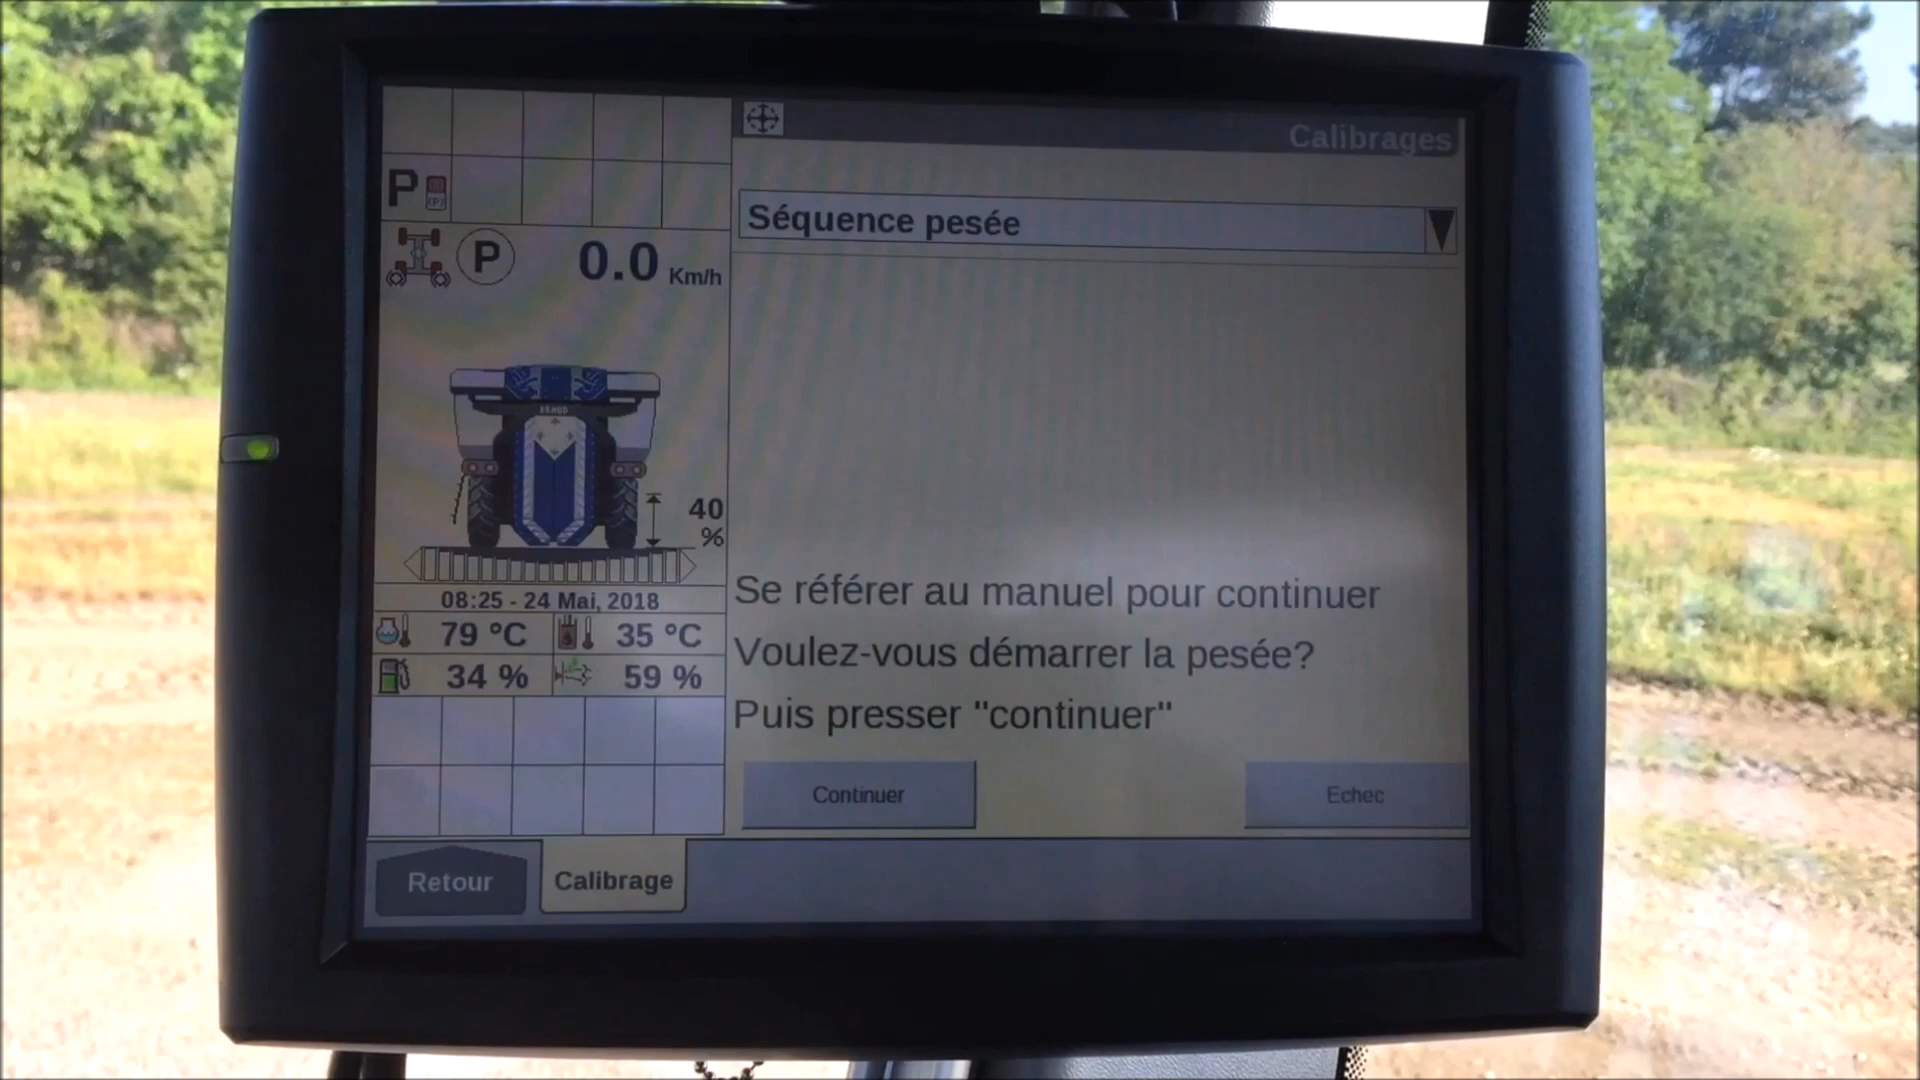 Calibrages
P
(P)
P
0.0 Km/h
Séquence pesée
BRAUD
40
%
08:25 - 24 Mai, 2018
79 °C
35 °C
34 %
59 %
Se référer au manuel pour continuer
Voulez-vous démarrer la pesée?
Puis presser "continuer"
Continuer
Echec
Retour
Calibrage